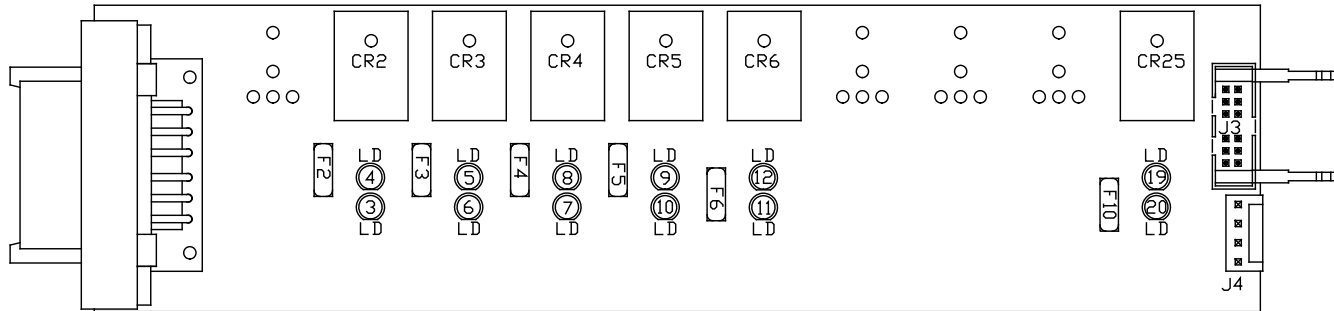 CR2 CR3 CR4 CR5 CR6 CR25
J3
LD LD LD LD LD LD
F2 F3 F4 F5 F6 F10
4 5 8 9 12 19
3 6 7 10 11 20
LD LD LD LD LD LD
J4